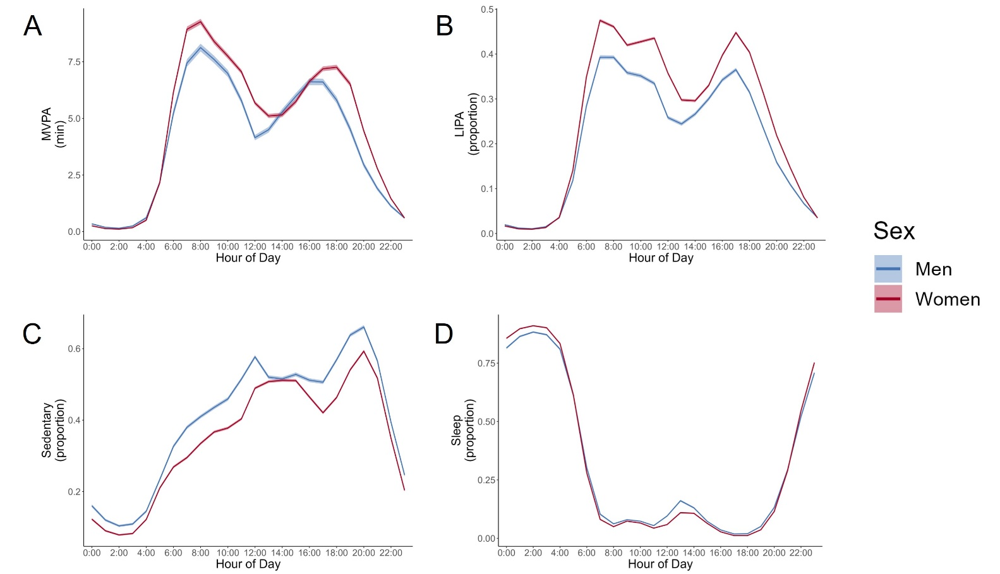 A
MVPA
(min)
7.5
5.0
2.5
0.0
0:00 2:00 4:00 6:00 8:00 10:00 12:00 14:00 16:00 18:00 20:00 22:00
Hour of Day
B
LIPA
(proportion)
0.5
0.4
0.3
0.2
0.1
0.0
0:00 2:00 4:00 6:00 8:00 10:00 12:00 14:00 16:00 18:00 20:00 22:00
Hour of Day
Sex
Men
Women
C
Sedentary
(proportion)
0.6
0.4
0.2
0:00 2:00 4:00 6:00 8:00 10:00 12:00 14:00 16:00 18:00 20:00 22:00
Hour of Day
D
Sleep
(proportion)
0.75
0.50
0.25
0.00
0:00 2:00 4:00 6:00 8:00 10:00 12:00 14:00 16:00 18:00 20:00 22:00
Hour of Day